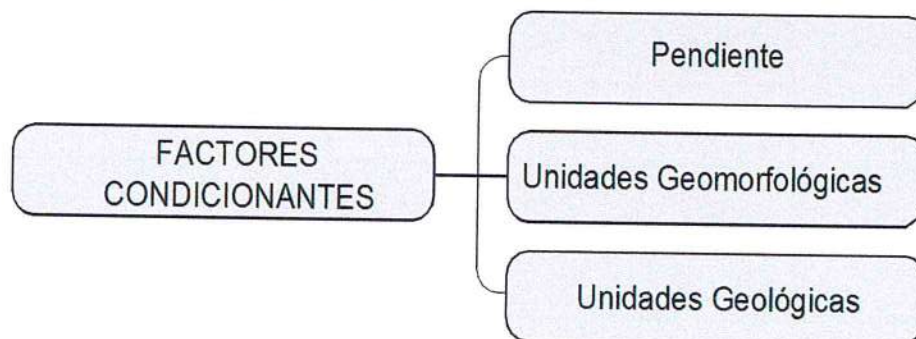 FACTORES
CONDICIONANTES
Pendiente
Unidades Geomorfológicas
Unidades Geológicas